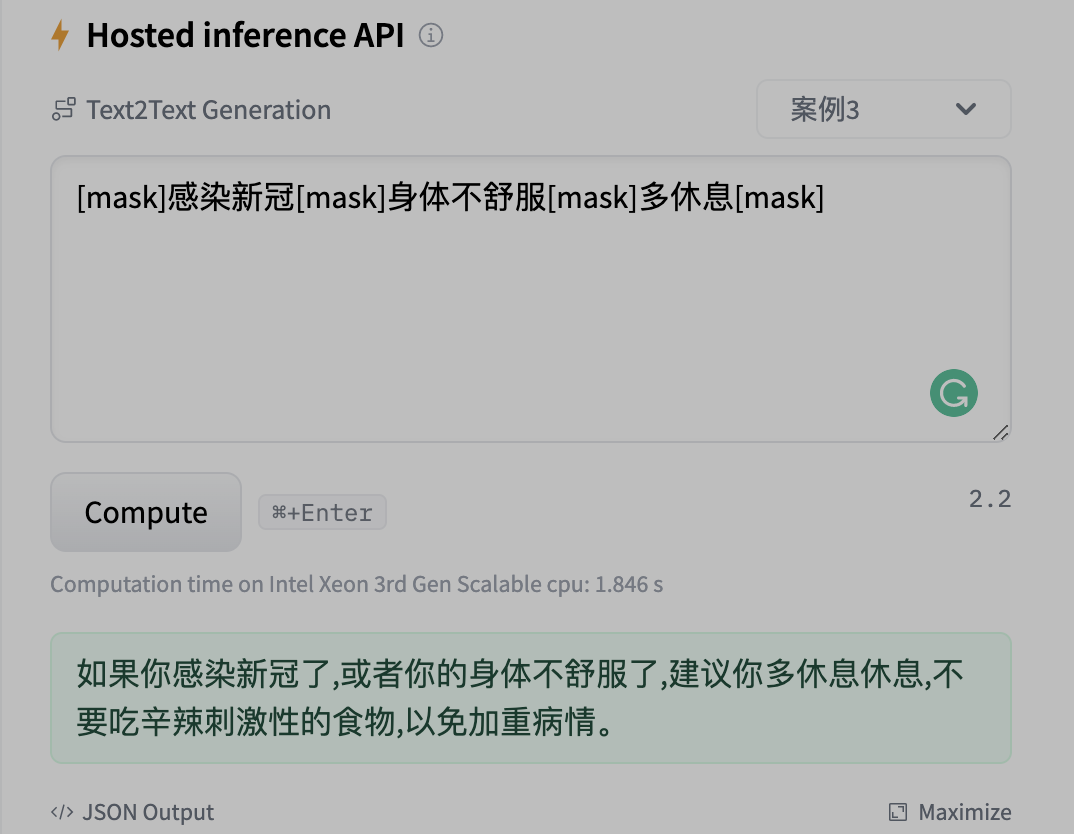 Hosted inference API
Text2Text Generation
案例3
[mask]感染新冠[mask]身体不舒服[mask]多休息[mask]
Compute
⌘+Enter
2.2
Computation time on Intel Xeon 3rd Gen Scalable cpu: 1.846 s
如果你感染新冠了,或者你的身体不舒服了,建议你多休息休息,不
要吃辛辣刺激性的食物,以免加重病情。
</> JSON Output
Maximize